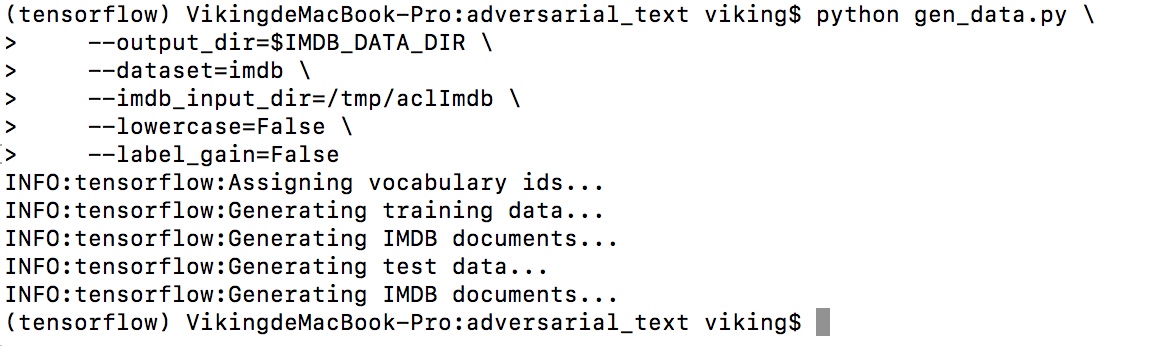 (tensorflow) VikingdeMacBook-Pro:adversarial_text viking$ python gen_data.py \
>     --output_dir=$IMDB_DATA_DIR \
>     --dataset=imdb \
>     --imdb_input_dir=/tmp/aclImdb \
>     --lowercase=False \
>     --label_gain=False
INFO:tensorflow:Assigning vocabulary ids...
INFO:tensorflow:Generating training data...
INFO:tensorflow:Generating IMDB documents...
INFO:tensorflow:Generating test data...
INFO:tensorflow:Generating IMDB documents...
(tensorflow) VikingdeMacBook-Pro:adversarial_text viking$